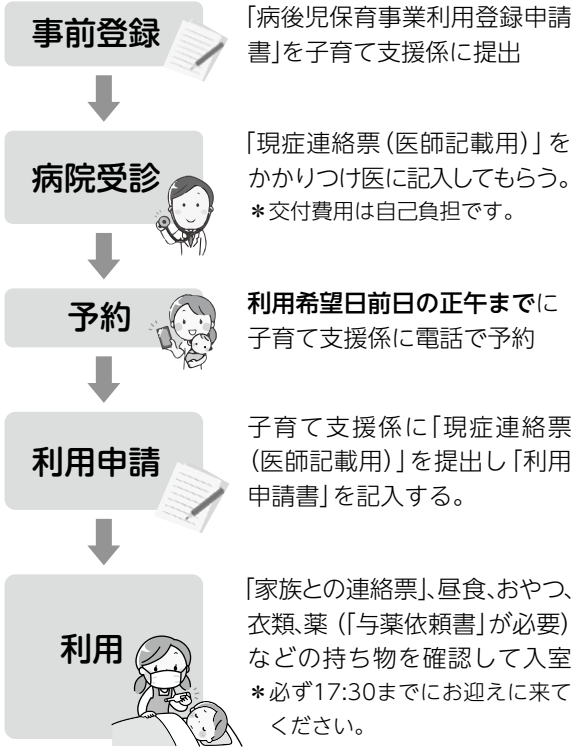 事前登録
「病後児保育事業利用登録申請
書」を子育て支援係に提出
病院受診
「現症連絡票(医師記載用)」を
かかりつけ医に記入してもらう。
＊交付費用は自己負担です。
予約
利用希望日前日の正午までに
子育て支援係に電話で予約
利用申請
子育て支援係に「現症連絡票
(医師記載用)」を提出し「利用
申請書」を記入する。
利用
「家族との連絡票」、昼食、おやつ、
衣類、薬(「与薬依頼書」が必要)
などの持ち物を確認して入室
＊必ず17:30までにお迎えに来て
ください。